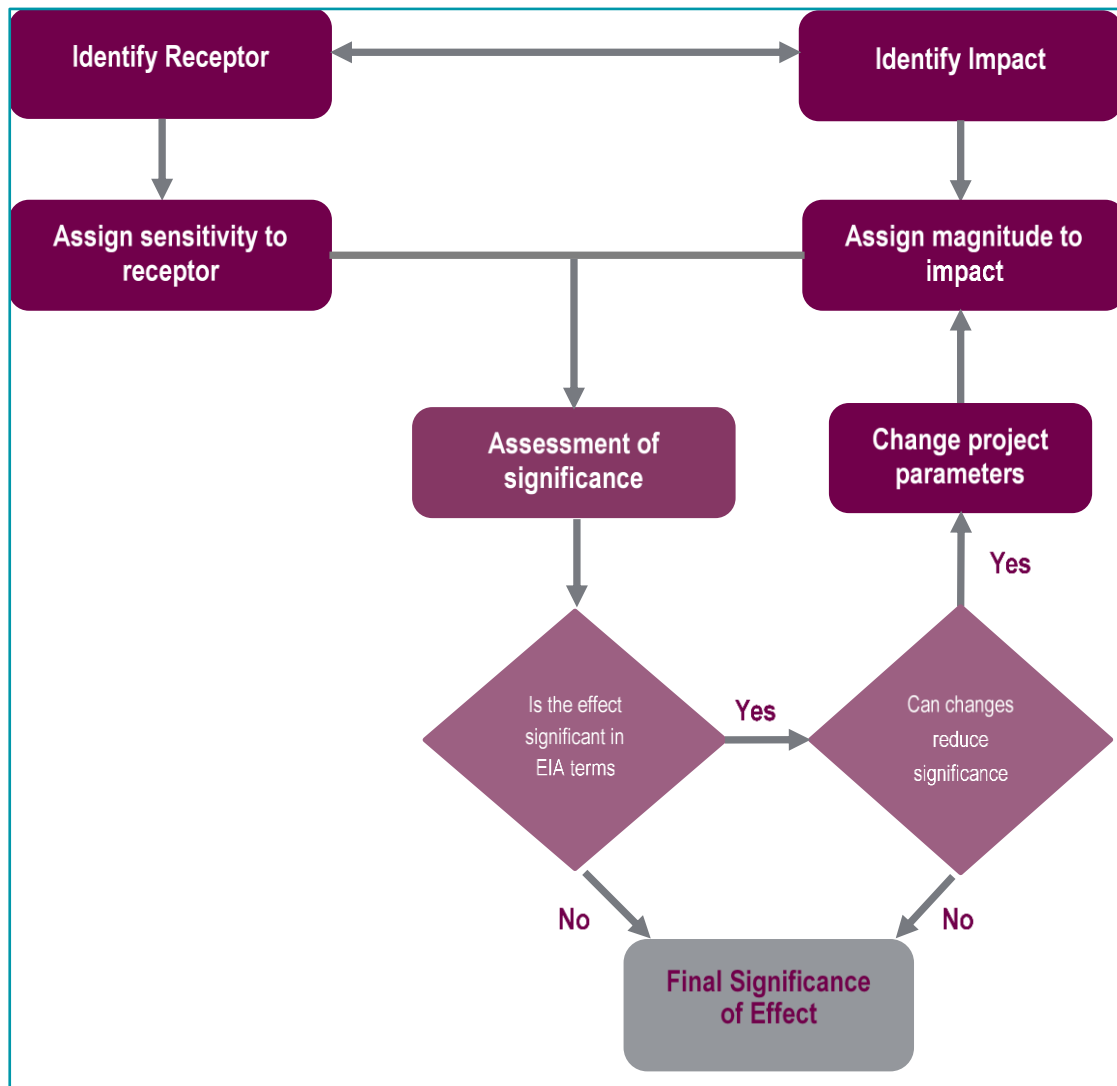 Identify Receptor
Identify Impact
Assign sensitivity to
receptor
Assign magnitude to
impact
Assessment of
significance
Change project
parameters
Yes
Is the effect
significant in
EIA terms
Yes
Can changes
reduce
significance
No
No
Final Significance
of Effect